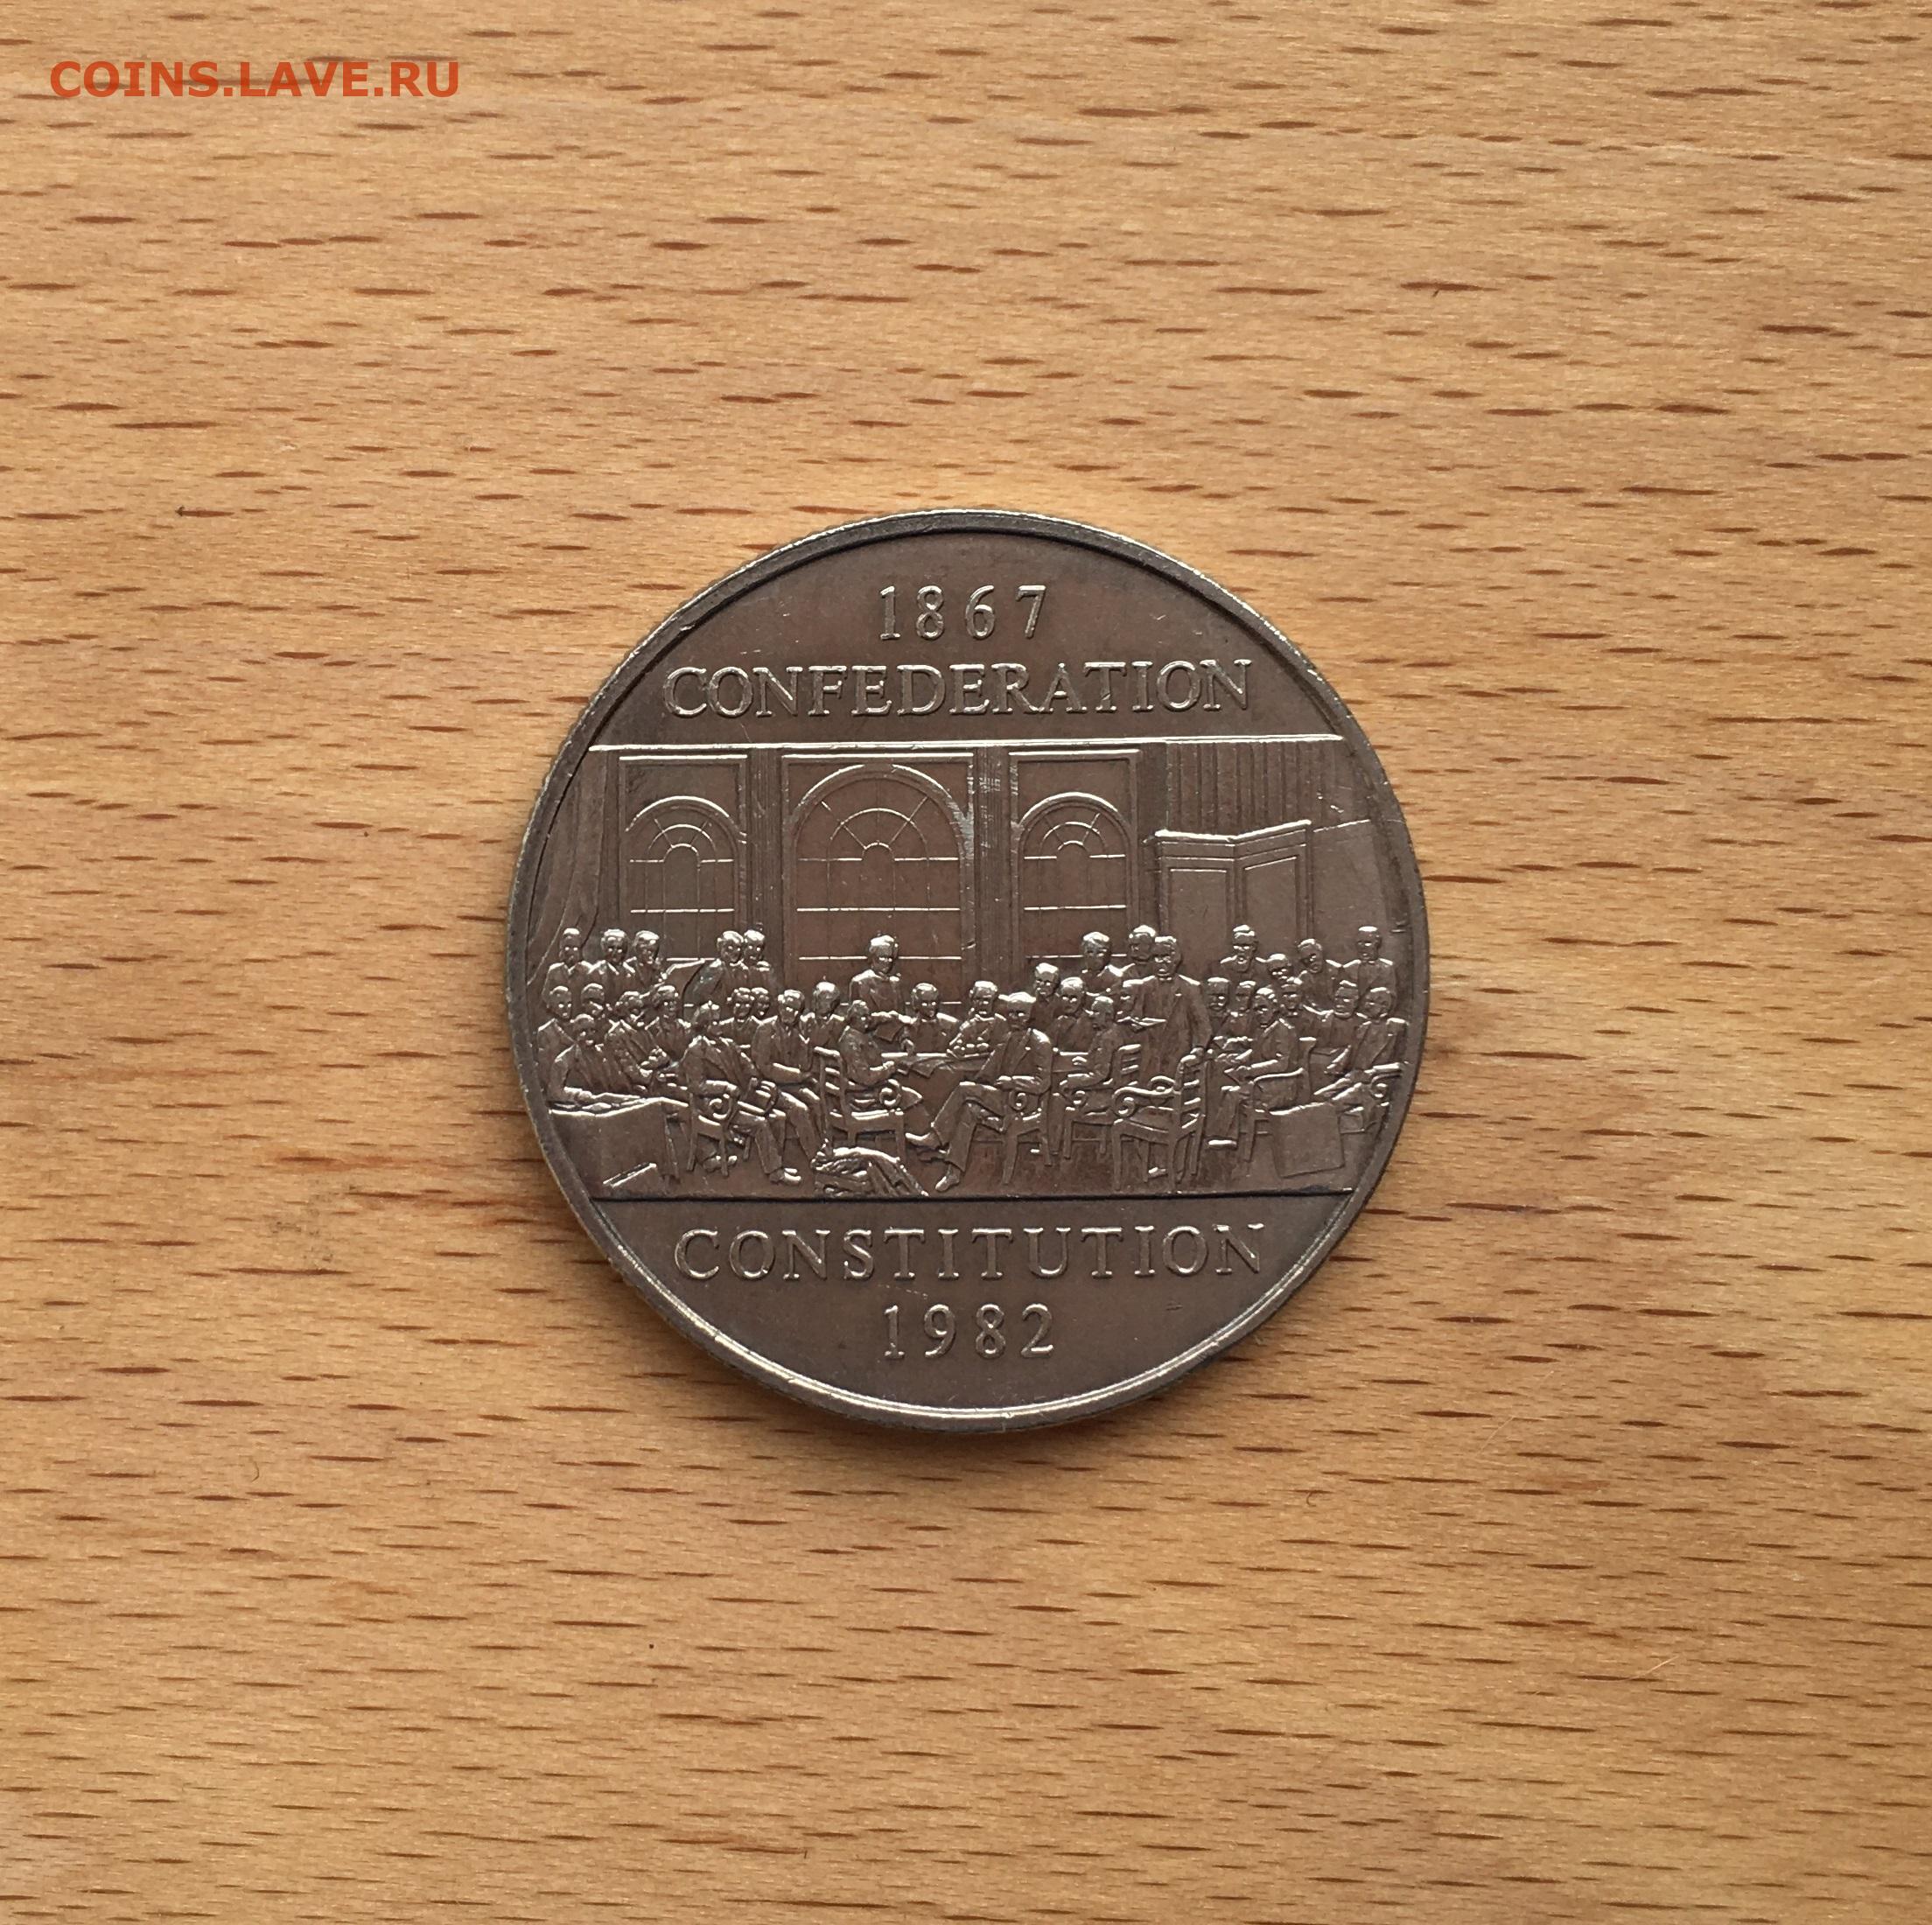 COINS.LAVE.RU
1867
CONFEDERATION
CONSTITUTION
1982